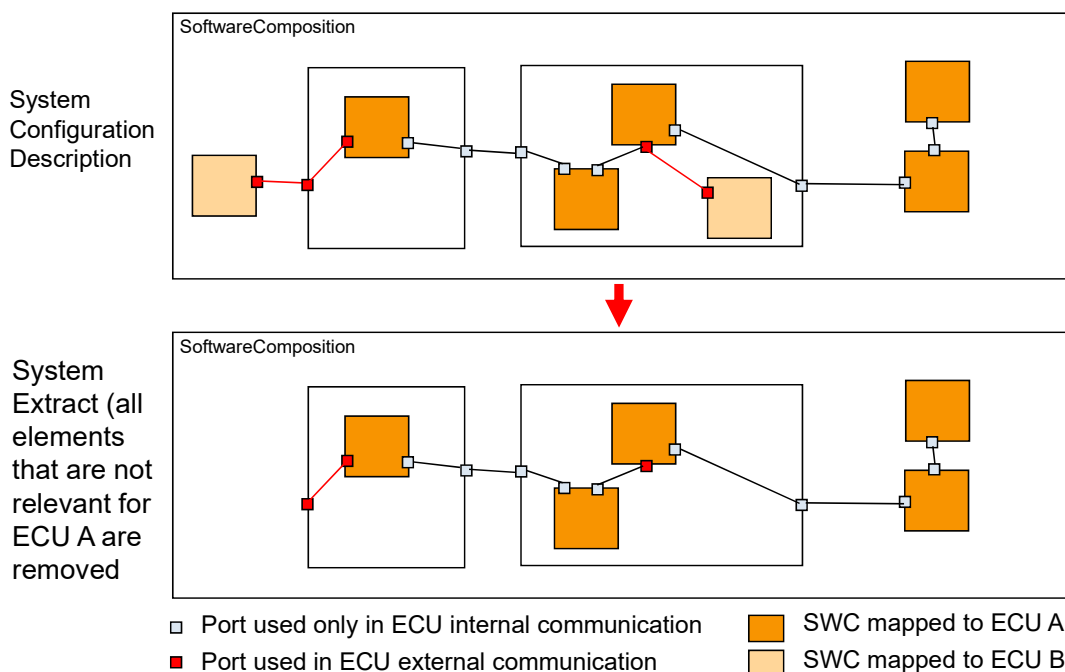 SoftwareComposition
System
Configuration
Description
SoftwareComposition
System
Extract (all
elements
that are not
relevant for
ECU A are
removed
Port used only in ECU internal communication
SWC mapped to ECU A
Port used in ECU external communication
SWC mapped to ECU B